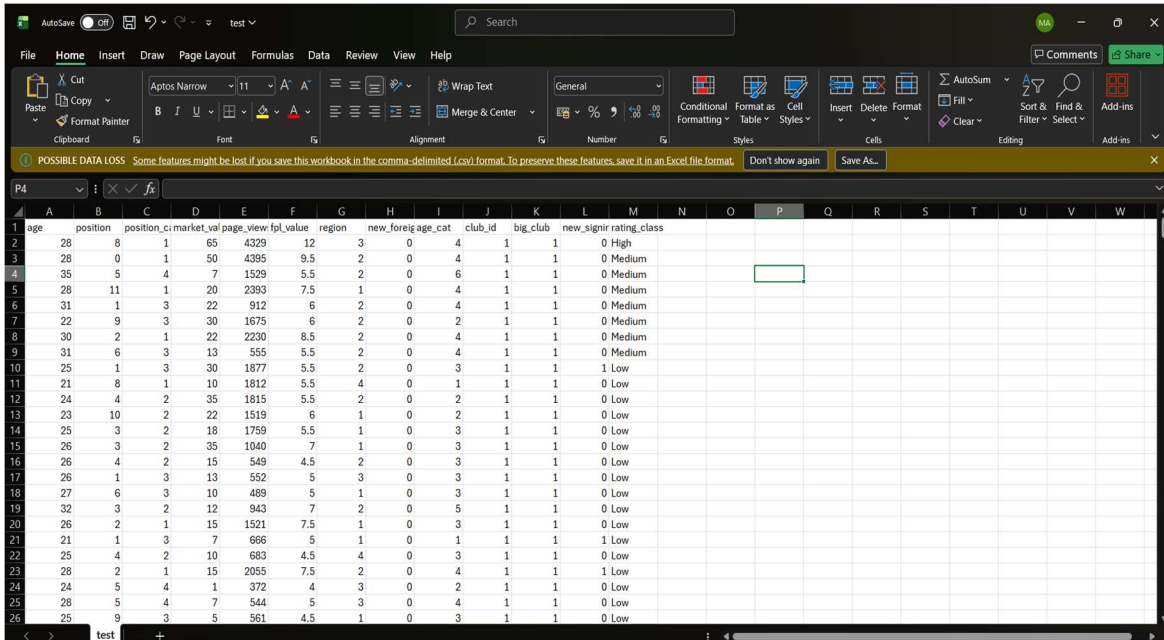 AutoSave Off test Search MA
File Home Insert Draw Page Layout Formulas Data Review View Help Comments Share
Cut Aptos Narrow 11 A A Wrap Text General AutoSum
Paste Copy Conditional Format as Cell Insert Delete Format Fill Sort & Find & Add-ins
Format Painter B I U A Merge & Center % Formatting Table Styles Clear Filter Select
Clipboard Font Alignment Number Styles Cells Editing Add-ins
POSSIBLE DATA LOSS Some features might be lost if you save this workbook in the comma-delimited (.csv) format. To preserve these features, save it in an Excel file format. Don't show again Save As...
P4 fx
A B C D E F G H I J K L M N O P Q R S T U V W
1 age position position_ca market_val page_view fpl_value region new_foreig age_cat club_id big_club new_signir rating_class
2 28 8 1 65 4329 12 3 0 4 1 1 0 High
3 28 0 1 50 4395 9.5 2 0 4 1 1 0 Medium
4 35 5 4 7 1529 5.5 2 0 6 1 1 0 Medium
5 28 11 1 20 2393 7.5 1 0 4 1 1 0 Medium
6 31 1 3 22 912 6 2 0 4 1 1 0 Medium
7 22 9 3 30 1675 6 2 0 2 1 1 0 Medium
8 30 2 1 22 2230 8.5 2 0 4 1 1 0 Medium
9 31 6 3 13 555 5.5 2 0 4 1 1 0 Medium
10 25 1 3 30 1877 5.5 2 0 3 1 1 1 Low
11 21 8 1 10 1812 5.5 4 0 1 1 1 0 Low
12 24 4 2 35 1815 5.5 2 0 2 1 1 0 Low
13 23 10 2 22 1519 6 1 0 2 1 1 0 Low
14 25 3 2 18 1759 5.5 1 0 3 1 1 0 Low
15 26 3 2 35 1040 7 1 0 3 1 1 0 Low
16 26 4 2 15 549 4.5 2 0 3 1 1 0 Low
17 26 1 3 13 552 5 3 0 3 1 1 0 Low
18 27 6 3 10 489 5 1 0 3 1 1 0 Low
19 32 3 2 12 943 7 2 0 5 1 1 0 Low
20 26 2 1 15 1521 7.5 1 0 3 1 1 0 Low
21 21 1 3 7 666 5 1 0 1 1 1 1 Low
22 25 4 2 10 683 4.5 4 0 3 1 1 0 Low
23 28 2 1 15 2055 7.5 2 0 4 1 1 1 Low
24 24 5 4 1 372 4 3 0 2 1 1 0 Low
25 28 5 4 7 544 5 3 0 4 1 1 0 Low
26 25 9 3 5 561 4.5 1 0 3 1 1 0 Low
test